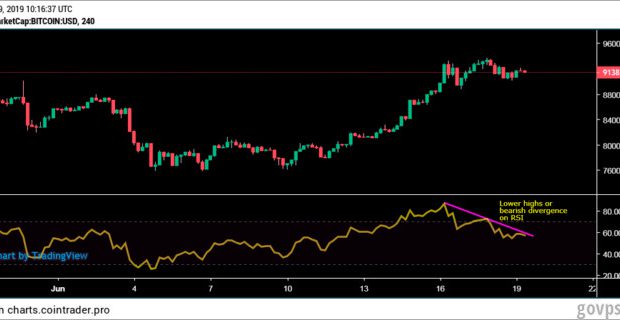 9, 2019 10:16:37 UTC
arketCap:BITCOIN:USD, 240
9600
9138
8800
8000
Lower highs or
bearish divergence
on RSI
80.00
60.00
40.00
20.00
art by TradingView
Jun 4 7 10 13 16 19 22
m charts.cointrader.pro
govps